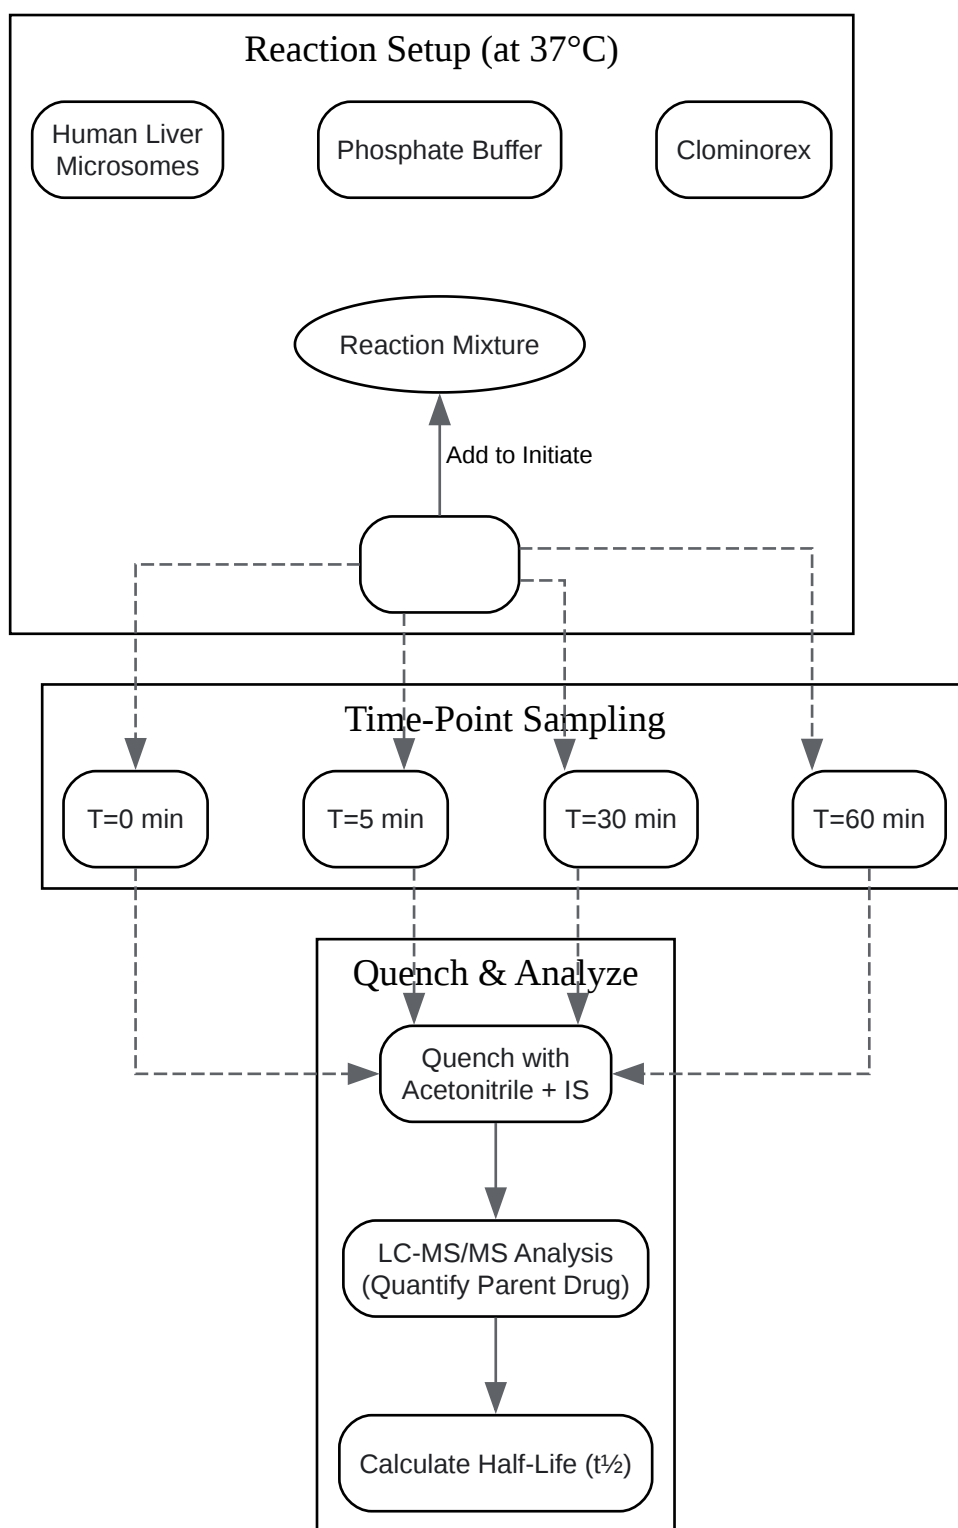 Reaction Setup (at 37°C)
Human Liver
Microsomes
Phosphate Buffer
Clominorex
Reaction Mixture
Add to Initiate
Time-Point Sampling
T=0 min
T=5 min
T=30 min
T=60 min
Quench & Analyze
Quench with
Acetonitrile + IS
LC-MS/MS Analysis
(Quantify Parent Drug)
Calculate Half-Life (t½)